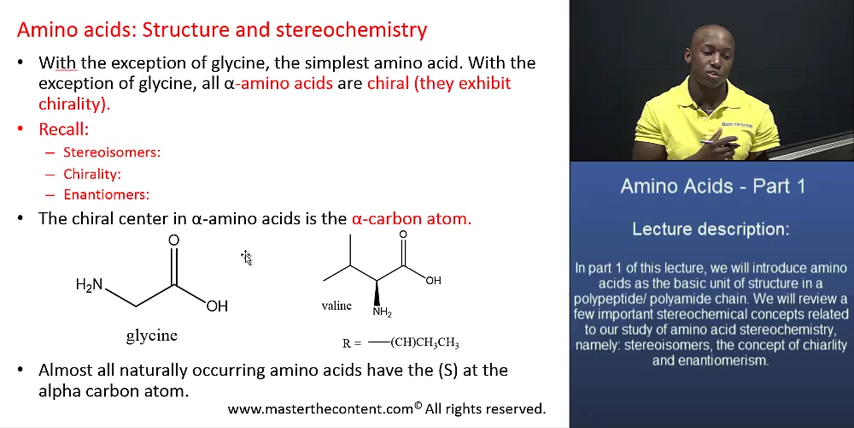 Amino acids: Structure and stereochemistry
• With the exception of glycine, the simplest amino acid. With the
exception of glycine, all α-amino acids are chiral (they exhibit
chirality).
• Recall:
– Stereoisomers:
– Chirality:
– Enantiomers:
• The chiral center in α-amino acids is the α-carbon atom.
O
H₂N
OH
glycine
O
OH
NH₂
valine
R = —(CH)CH₃CH₃
• Almost all naturally occurring amino acids have the (S) at the
alpha carbon atom.
www.masterthecontent.com© All rights reserved.
Amino Acids - Part 1
Lecture description:
In part 1 of this lecture, we will introduce amino
acids as the basic unit of structure in a
polypeptide/ polyamide chain. We will review a
few important stereochemical concepts related
to our study of amino acid stereochemistry,
namely: stereoisomers, the concept of chiarlity
and enantiomerism.